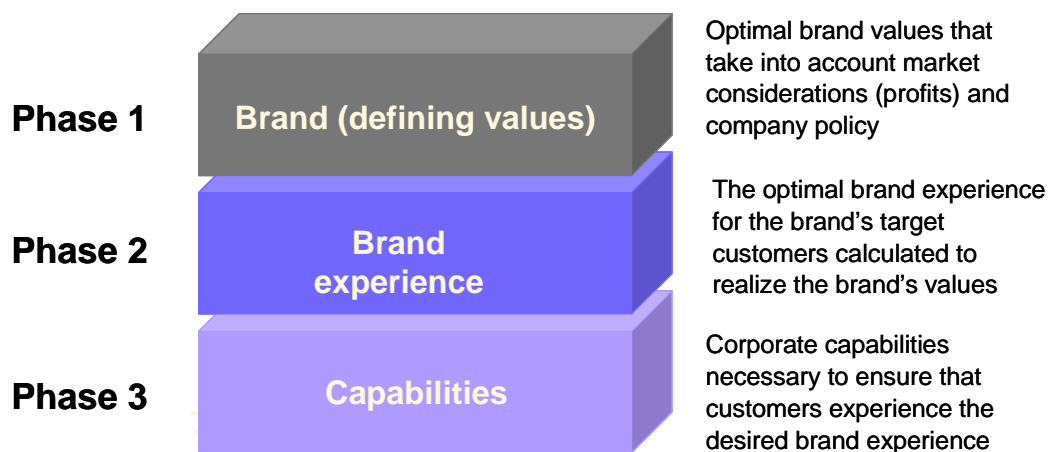 Phase 1
Brand (defining values)
Optimal brand values that
take into account market
considerations (profits) and
company policy
Phase 2
Brand
experience
The optimal brand experience
for the brand's target
customers calculated to
realize the brand's values
Phase 3
Capabilities
Corporate capabilities
necessary to ensure that
customers experience the
desired brand experience